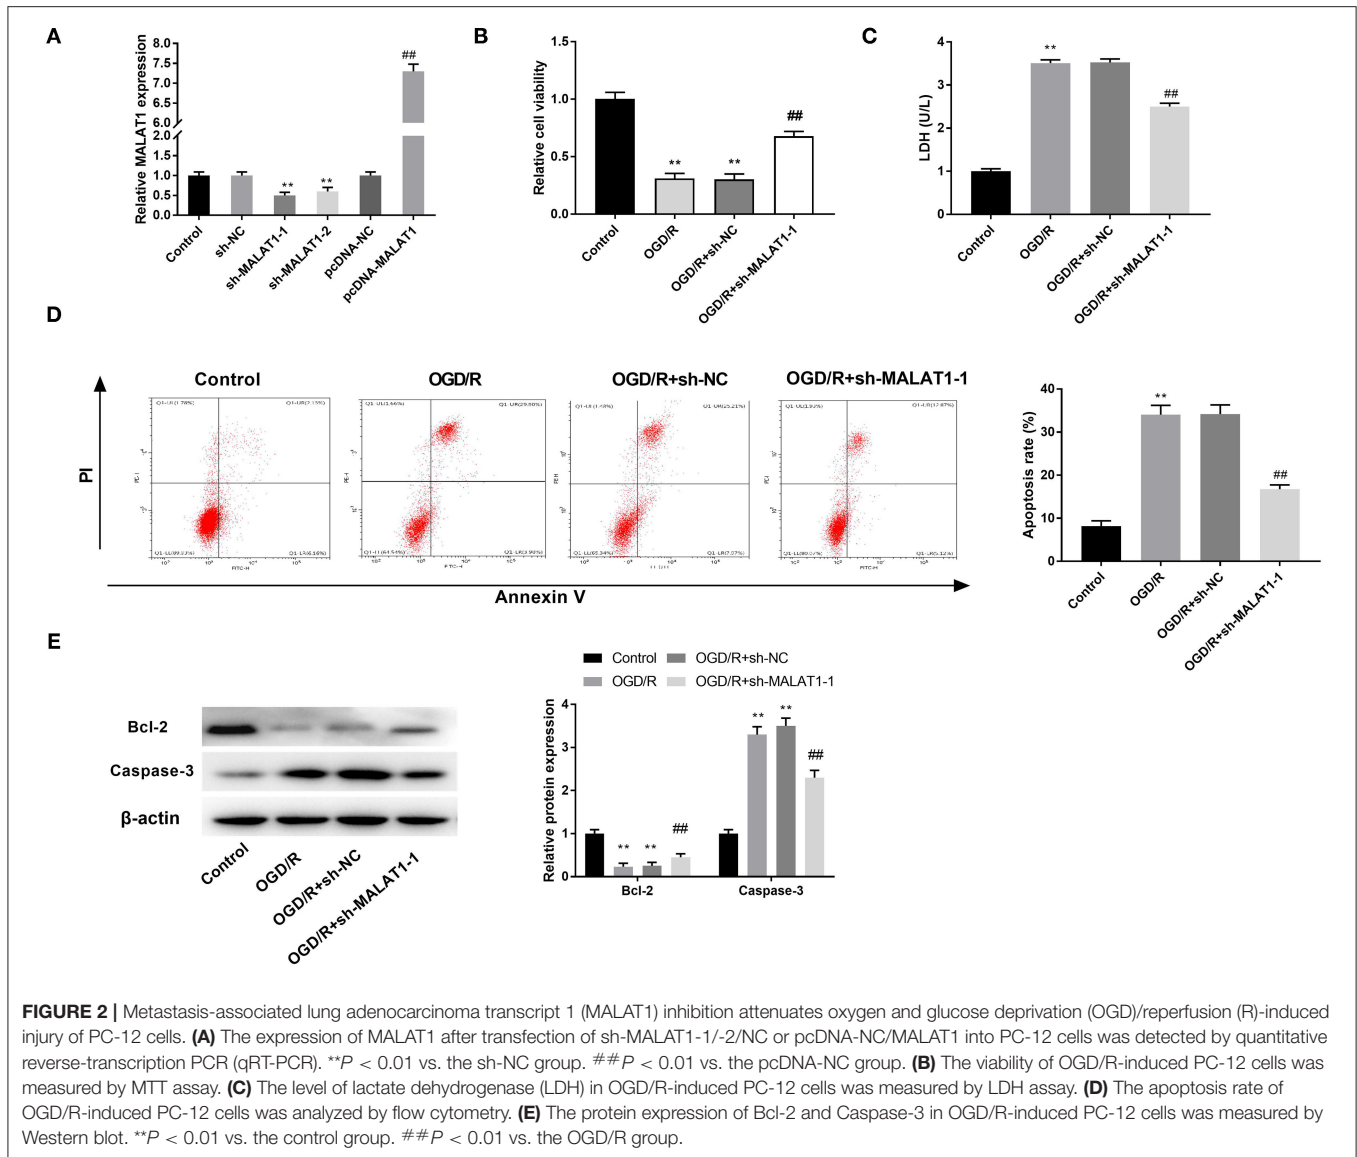 A
Relative MALAT1 expression
8.0
7.5
7.0
6.5
6.0
2.0
1.5
1.0
0.5
0.0
** ** ##
Control
sh-NC
sh-MALAT1-1
sh-MALAT1-2
pcDNA-NC
pcDNA-MALAT1
B
Relative cell viability
1.5
1.0
0.5
0.0
** ** ##
Control
OGD/R
OGD/R+sh-NC
OGD/R+sh-MALAT1-1
C
LDH (U/L)
4
3
2
1
0
** ##
Control
OGD/R
OGD/R+sh-NC
OGD/R+sh-MALAT1-1
D
PI
Control
OGD/R
OGD/R+sh-NC
OGD/R+sh-MALAT1-1
Annexin V
Apoptosis rate (%)
40
30
20
10
0
** ##
Control
OGD/R
OGD/R+sh-NC
OGD/R+sh-MALAT1-1
E
Bcl-2
Caspase-3
β-actin
Control
OGD/R
OGD/R+sh-NC
OGD/R+sh-MALAT1-1
Control OGD/R+sh-NC
OGD/R OGD/R+sh-MALAT1-1
Relative protein expression
4
3
2
1
0
** ** ##
** ** ##
Bcl-2 Caspase-3
FIGURE 2 | Metastasis-associated lung adenocarcinoma transcript 1 (MALAT1) inhibition attenuates oxygen and glucose deprivation (OGD)/reperfusion (R)-induced
injury of PC-12 cells. (A) The expression of MALAT1 after transfection of sh-MALAT1-1/-2/NC or pcDNA-NC/MALAT1 into PC-12 cells was detected by quantitative
reverse-transcription PCR (qRT-PCR). **P < 0.01 vs. the sh-NC group. ##P < 0.01 vs. the pcDNA-NC group. (B) The viability of OGD/R-induced PC-12 cells was
measured by MTT assay. (C) The level of lactate dehydrogenase (LDH) in OGD/R-induced PC-12 cells was measured by LDH assay. (D) The apoptosis rate of
OGD/R-induced PC-12 cells was analyzed by flow cytometry. (E) The protein expression of Bcl-2 and Caspase-3 in OGD/R-induced PC-12 cells was measured by
Western blot. **P < 0.01 vs. the control group. ##P < 0.01 vs. the OGD/R group.